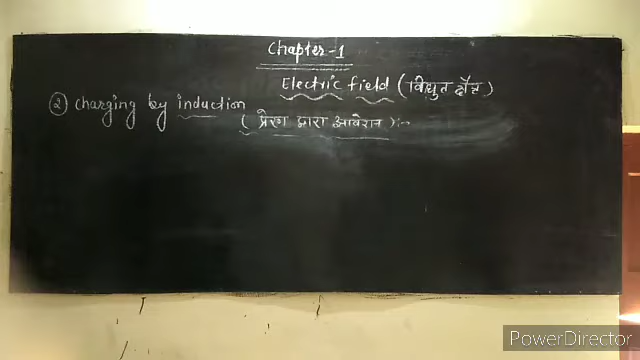 Chapter-1
Electric field (विद्युत क्षेत्र)
② Charging by induction
( प्रेरण द्वारा आवेशन ):-
PowerDirector